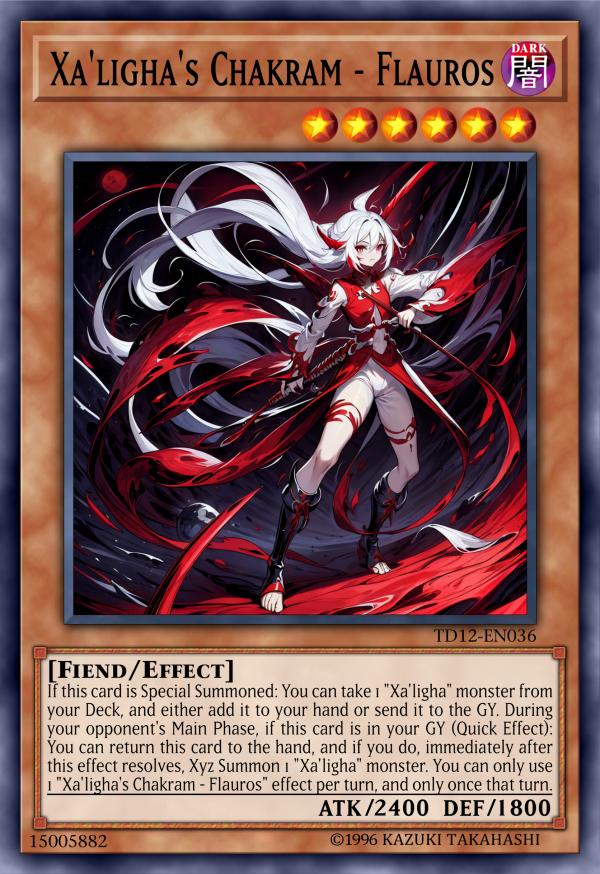 Xa'ligha's Chakram - Flauros
DARK
闇
TD12-EN036
[Fiend/Effect]
If this card is Special Summoned: You can take 1 "Xa'ligha" monster from
your Deck, and either add it to your hand or send it to the GY. During
your opponent's Main Phase, if this card is in your GY (Quick Effect):
You can return this card to the hand, and if you do, immediately after
this effect resolves, Xyz Summon 1 "Xa'ligha" monster. You can only use
1 "Xa'ligha's Chakram - Flauros" effect per turn, and only once that turn.
ATK/2400 DEF/1800
15005882
©1996 KAZUKI TAKAHASHI